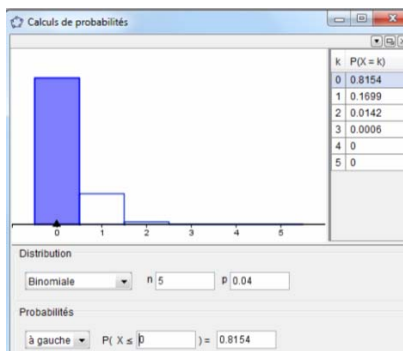 Calculs de probabilités
k P(X = k)
0 0.8154
1 0.1699
2 0.0142
3 0.0006
4 0
5 0
0 1 2 3 4 5
Distribution
Binomiale n 5 p 0.04
Probabilités
à gauche P( X ≤ 0 ) = 0.8154